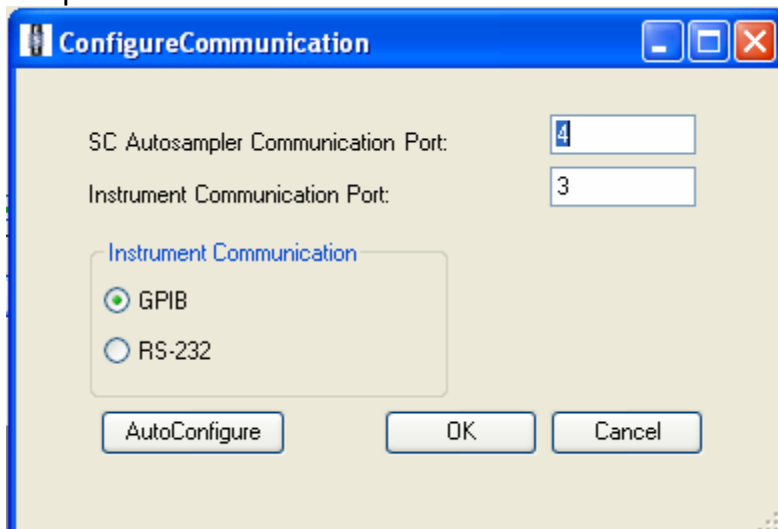 ConfigureCommunication
SC Autosampler Communication Port: 4
Instrument Communication Port: 3
Instrument Communication
GPIB
RS-232
AutoConfigure OK Cancel